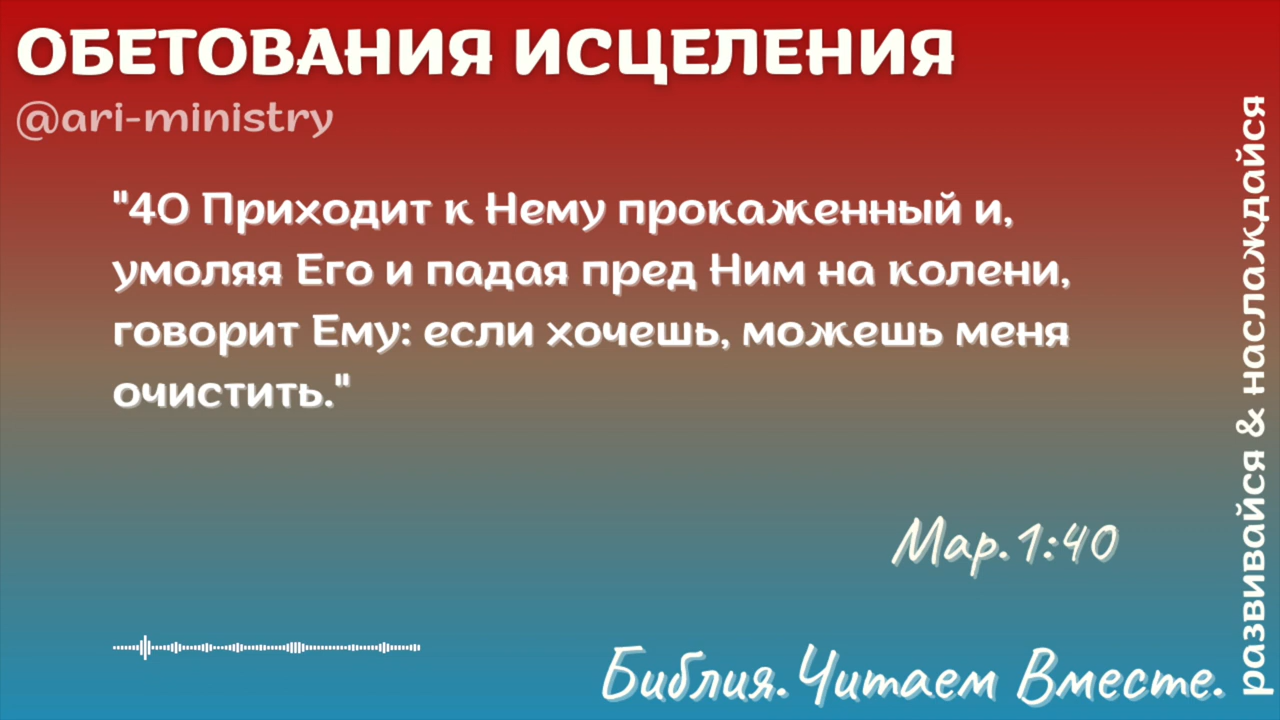 ОБЕТОВАНИЯ ИСЦЕЛЕНИЯ
@ari-ministry
"40 Приходит к Нему прокаженный и,
умоляя Его и падая пред Ним на колени,
говорит Ему: если хочешь, можешь меня
очистить."
Мар.1:40
Библия.Читаем Вместе.
развивайся & наслаждайся